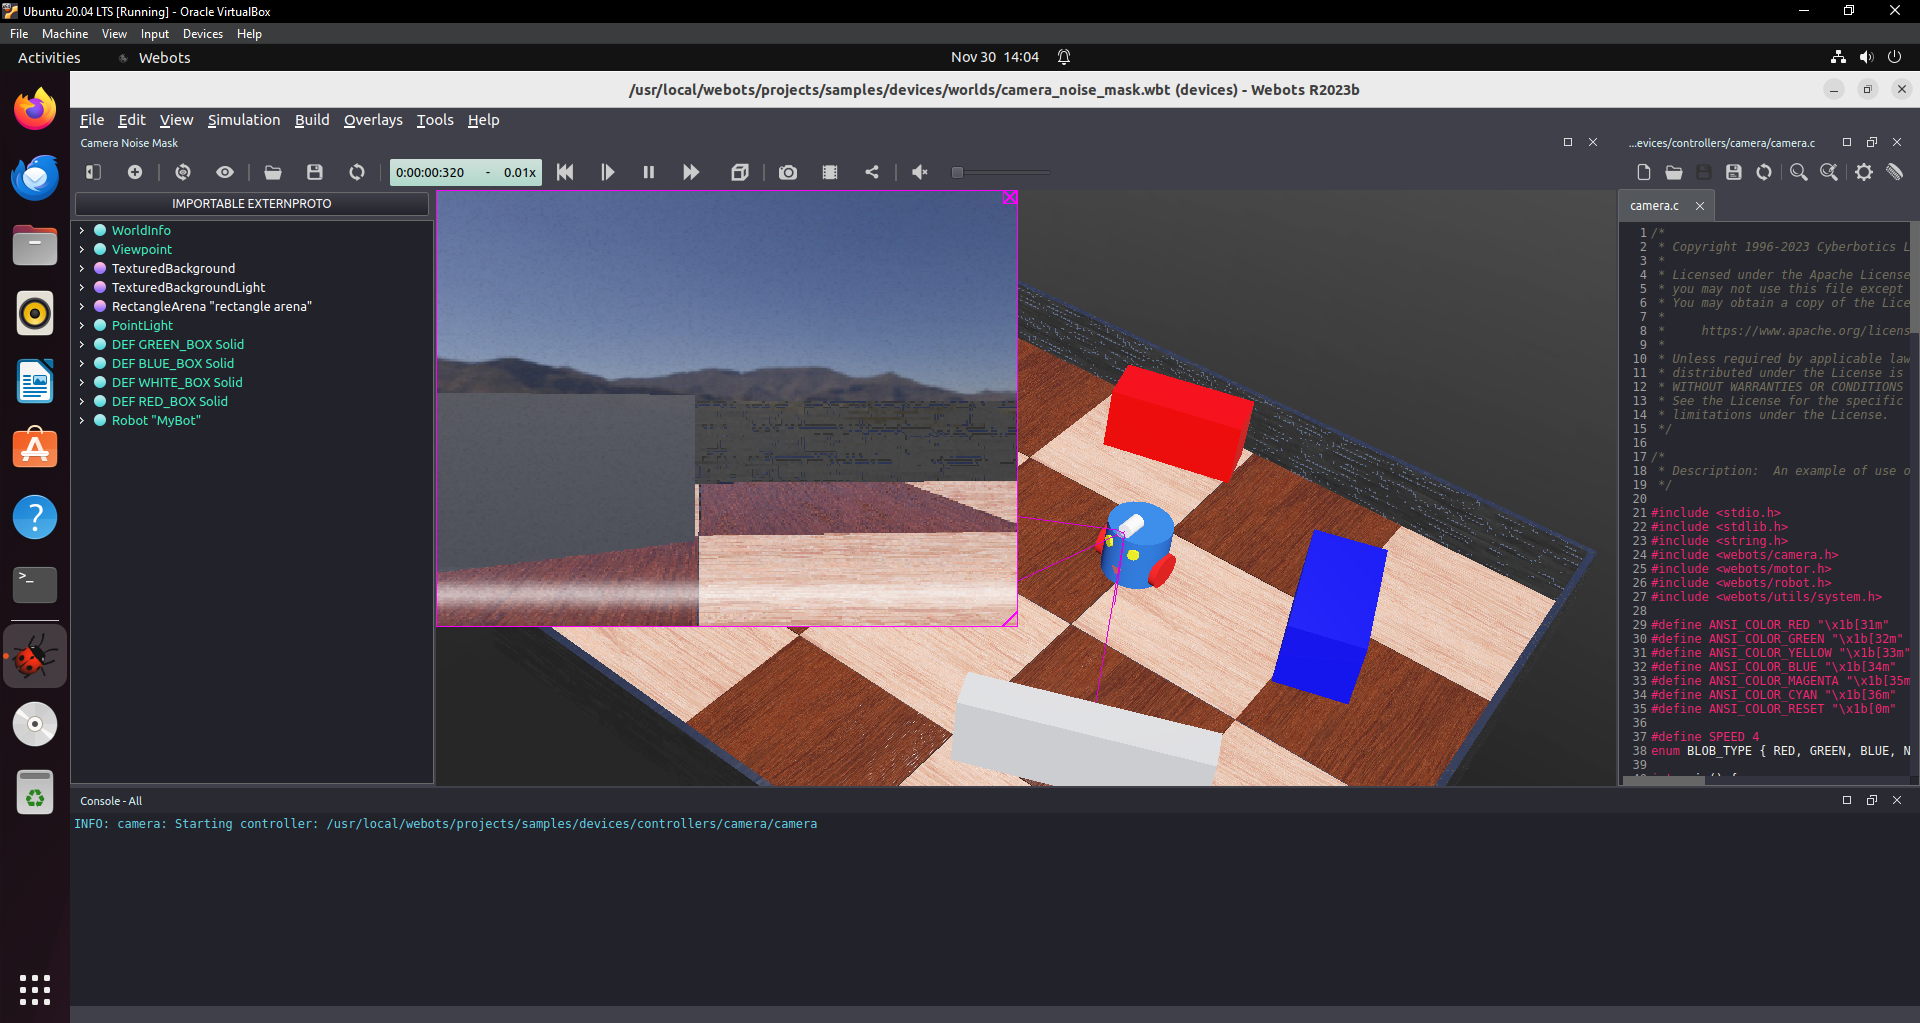 Ubuntu 20.04 LTS [Running] - Oracle VirtualBox
File Machine View Input Devices Help
Activities Webots Nov 30 14:04
/usr/local/webots/projects/samples/devices/worlds/camera_noise_mask.wbt (devices) - Webots R2023b
File Edit View Simulation Build Overlays Tools Help
Camera Noise Mask
0:00:00:320 - 0.01x
IMPORTABLE EXTERNPROTO
WorldInfo
Viewpoint
TexturedBackground
TexturedBackgroundLight
RectangleArena "rectangle arena"
PointLight
DEF GREEN_BOX Solid
DEF BLUE_BOX Solid
DEF WHITE_BOX Solid
DEF RED_BOX Solid
Robot "MyBot"
...evices/controllers/camera/camera.c
camera.c
1 /*
2 * Copyright 1996-2023 Cyberbotics L
3 *
4 * Licensed under the Apache License
5 * you may not use this file except
6 * You may obtain a copy of the Lice
7 *
8 * https://www.apache.org/licens
9 *
10 * Unless required by applicable law
11 * distributed under the License is
12 * WITHOUT WARRANTIES OR CONDITIONS
13 * See the License for the specific
14 * limitations under the License.
15 */
16
17 /*
18 * Description: An example of use o
19 */
20
21 #include <stdio.h>
22 #include <stdlib.h>
23 #include <string.h>
24 #include <webots/camera.h>
25 #include <webots/motor.h>
26 #include <webots/robot.h>
27 #include <webots/utils/system.h>
28
29 #define ANSI_COLOR_RED "\x1b[31m"
30 #define ANSI_COLOR_GREEN "\x1b[32m"
31 #define ANSI_COLOR_YELLOW "\x1b[33m"
32 #define ANSI_COLOR_BLUE "\x1b[34m"
33 #define ANSI_COLOR_MAGENTA "\x1b[35m
34 #define ANSI_COLOR_CYAN "\x1b[36m"
35 #define ANSI_COLOR_RESET "\x1b[0m"
36
37 #define SPEED 4
38 enum BLOB_TYPE { RED, GREEN, BLUE, N
39
Console - All
INFO: camera: Starting controller: /usr/local/webots/projects/samples/devices/controllers/camera/camera